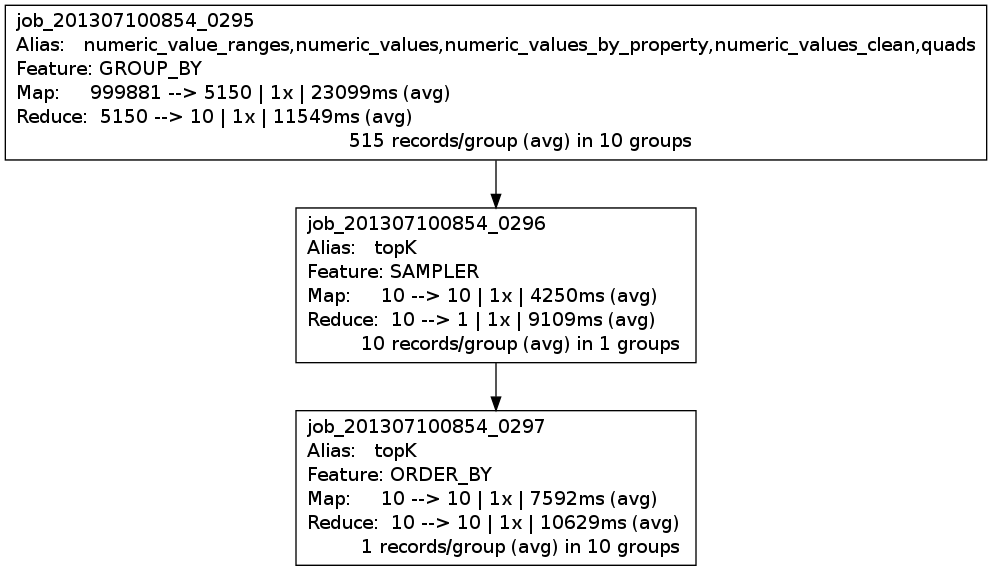 job_201307100854_0295
Alias: numeric_value_ranges,numeric_values,numeric_values_by_property,numeric_values_clean,quads
Feature: GROUP_BY
Map: 999881 --> 5150 | 1x | 23099ms (avg)
Reduce: 5150 --> 10 | 1x | 11549ms (avg)
515 records/group (avg) in 10 groups
job_201307100854_0296
Alias: topK
Feature: SAMPLER
Map: 10 --> 10 | 1x | 4250ms (avg)
Reduce: 10 --> 1 | 1x | 9109ms (avg)
10 records/group (avg) in 1 groups
job_201307100854_0297
Alias: topK
Feature: ORDER_BY
Map: 10 --> 10 | 1x | 7592ms (avg)
Reduce: 10 --> 10 | 1x | 10629ms (avg)
1 records/group (avg) in 10 groups